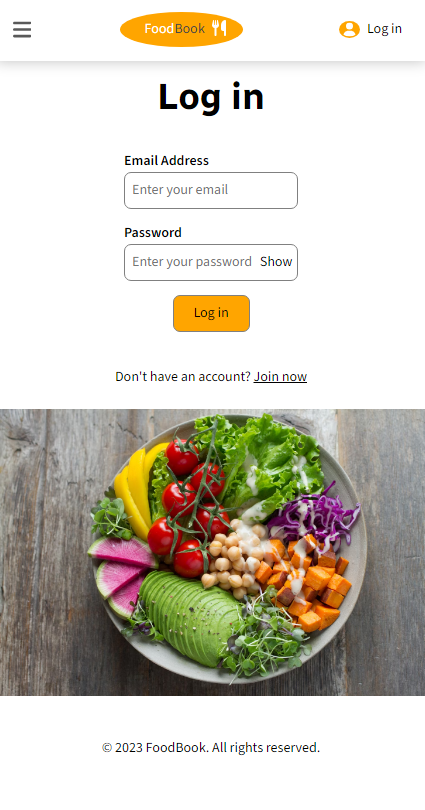 FoodBook
Log in
Log in
Email Address
Enter your email
Password
Enter your password Show
Log in
Don't have an account? Join now
© 2023 FoodBook. All rights reserved.